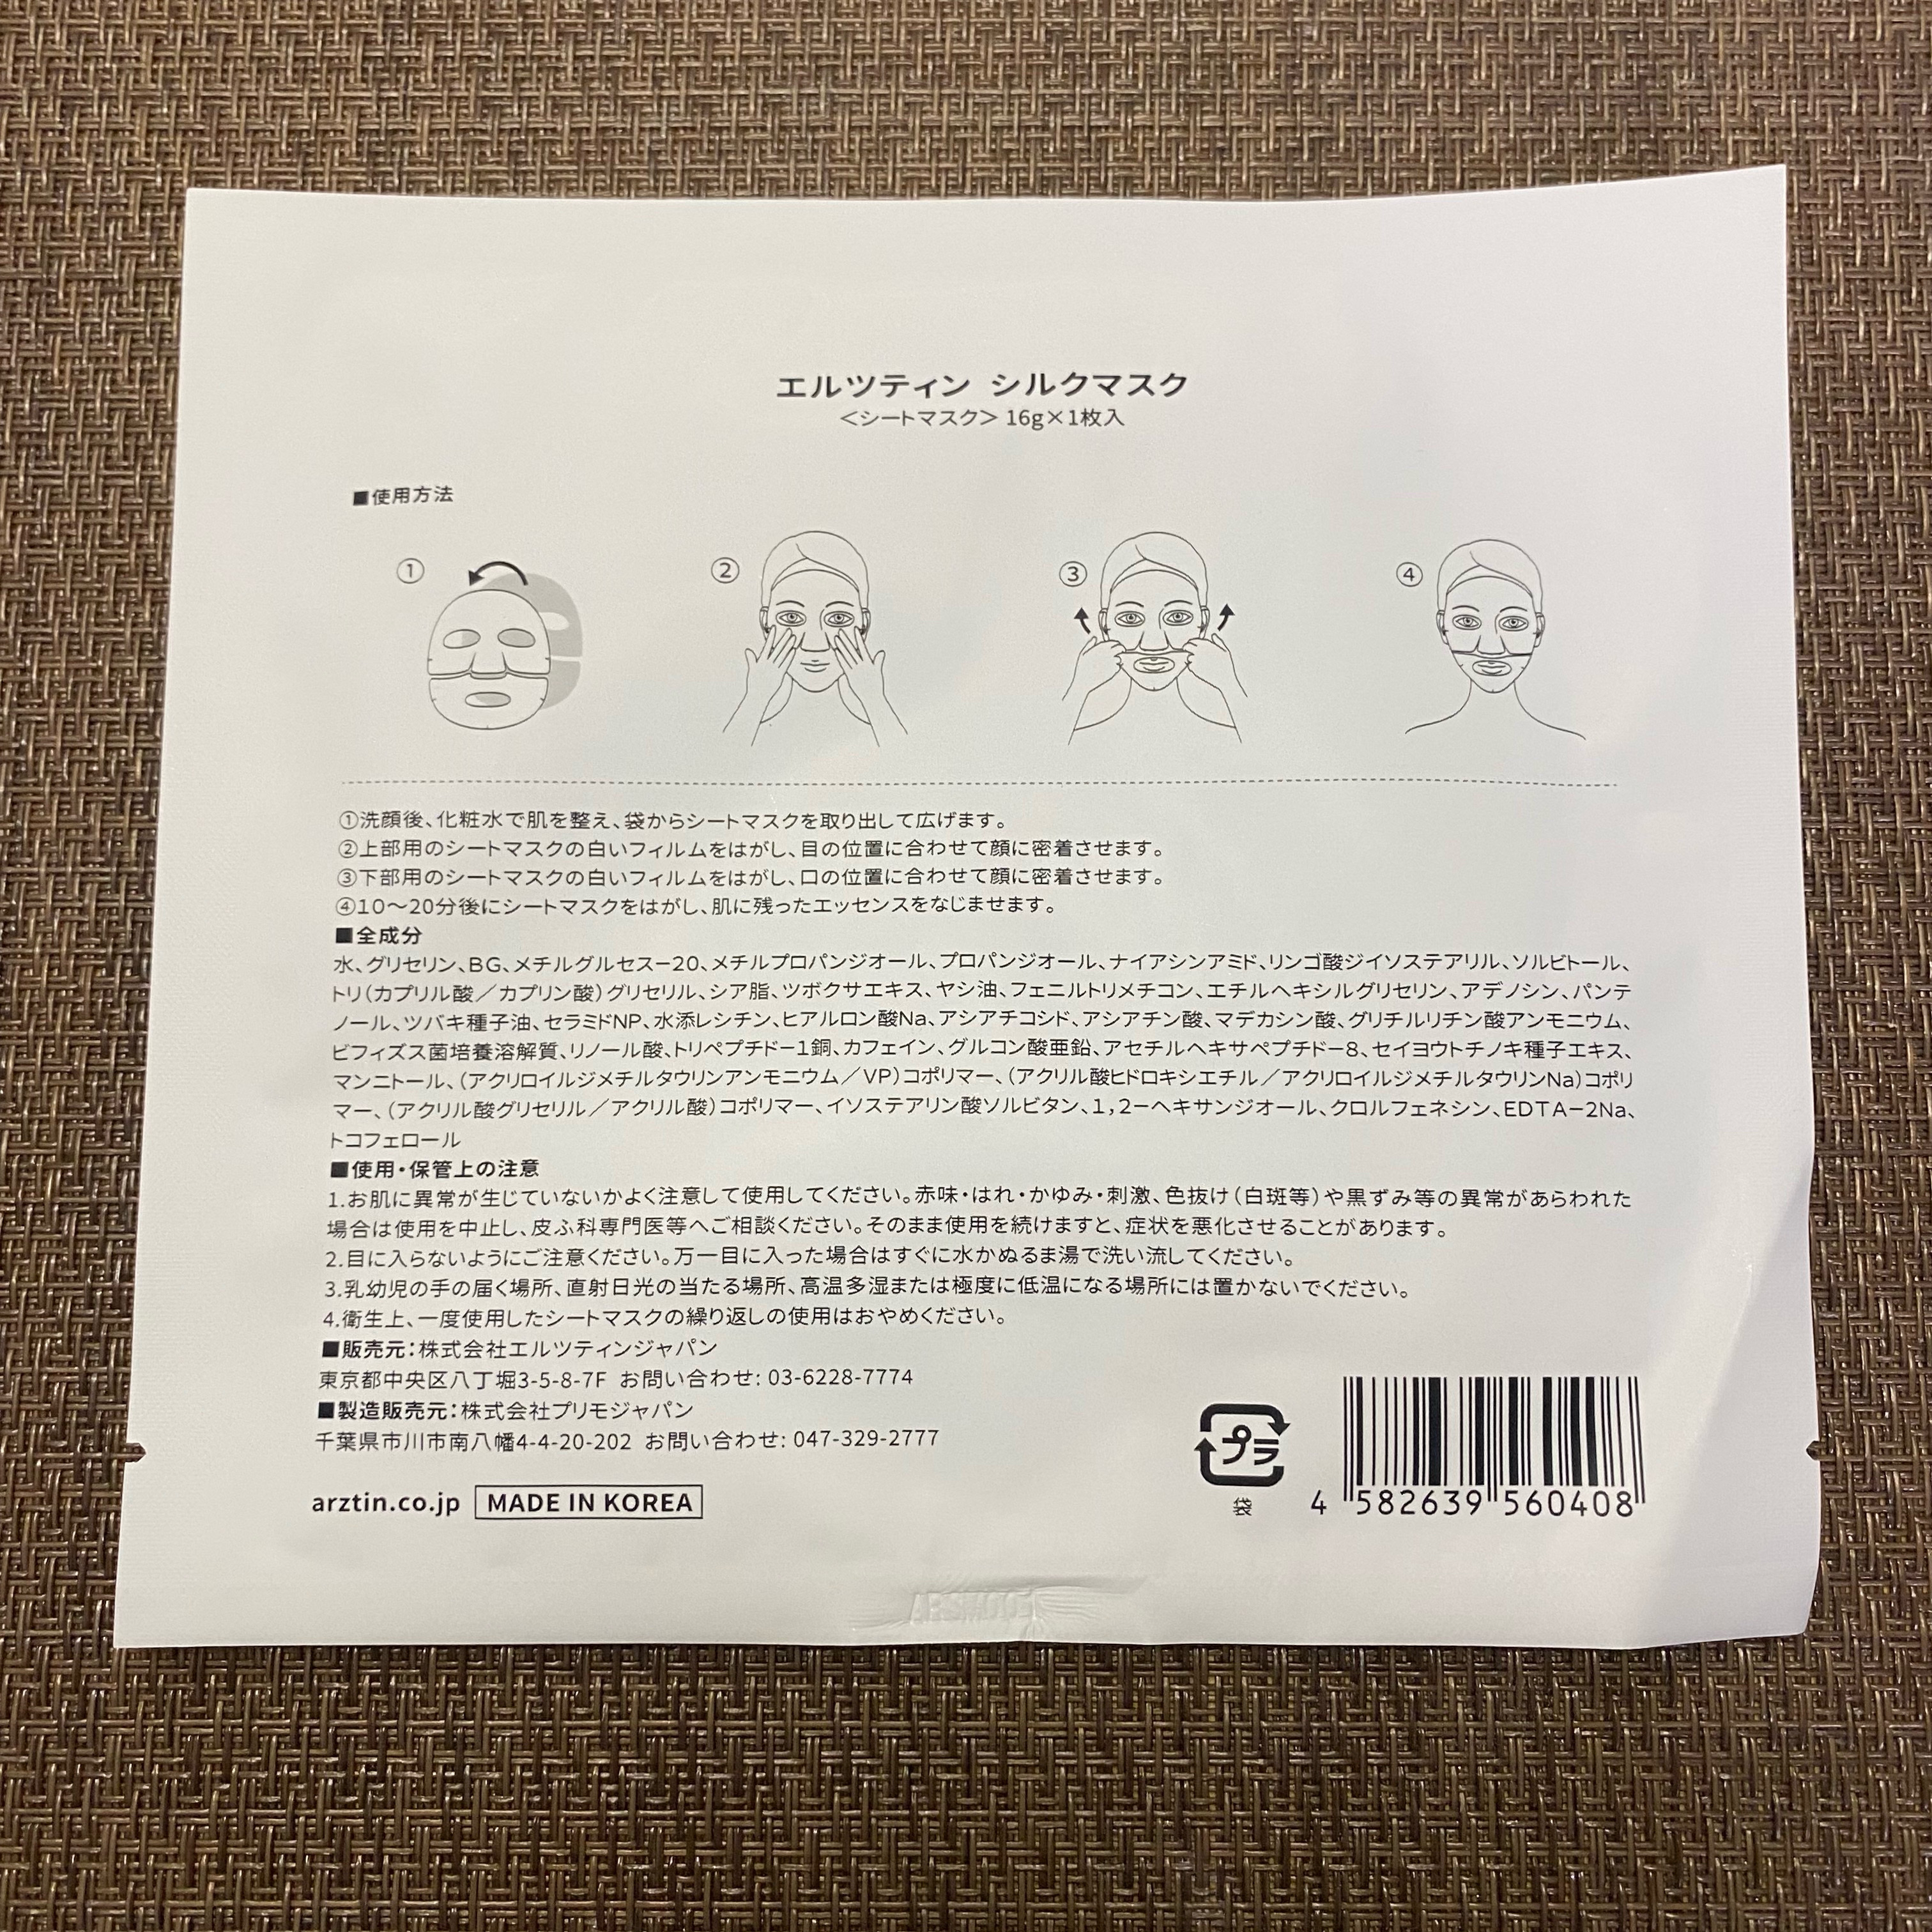 エルツティン シルクマスク
＜シートマスク＞16g×1枚入
■使用方法
① ② ③ ④
①洗顔後、化粧水で肌を整え、袋からシートマスクを取り出して広げます。
②上部用のシートマスクの白いフィルムをはがし、目の位置に合わせて顔に密着させます。
③下部用のシートマスクの白いフィルムをはがし、口の位置に合わせて顔に密着させます。
④10～20分後にシートマスクをはがし、肌に残ったエッセンスをなじませます。
■全成分
水、グリセリン、BG、メチルグルセス－20、メチルプロパンジオール、プロパンジオール、ナイアシンアミド、リンゴ酸ジイソステアリル、ソルビトール、
トリ（カプリル酸／カプリン酸）グリセリル、シア脂、ツボクサエキス、ヤシ油、フェニルトリメチコン、エチルヘキシルグリセリン、アデノシン、パンテ
ノール、ツバキ種子油、セラミドNP、水添レシチン、ヒアルロン酸Na、アシアチコシド、アシアチン酸、マデカシン酸、グリチルリチン酸アンモニウム、
ビフィズス菌培養溶解質、リノール酸、トリペプチド－1銅、カフェイン、グルコン酸亜鉛、アセチルヘキサペプチド－8、セイヨウトチノキ種子エキス、
マンニトール、（アクリロイルジメチルタウリンアンモニウム／VP）コポリマー、（アクリル酸ヒドロキシエチル／アクリロイルジメチルタウリンNa）コポリ
マー、（アクリル酸グリセリル／アクリル酸）コポリマー、イソステアリン酸ソルビタン、1，2－ヘキサンジオール、クロルフェネシン、EDTA－2Na、
トコフェロール
■使用・保管上の注意
1.お肌に異常が生じていないかよく注意して使用してください。赤味・はれ・かゆみ・刺激、色抜け（白斑等）や黒ずみ等の異常があらわれた
場合は使用を中止し、皮ふ科専門医等へご相談ください。そのまま使用を続けますと、症状を悪化させることがあります。
2.目に入らないようにご注意ください。万一目に入った場合はすぐに水かぬるま湯で洗い流してください。
3.乳幼児の手の届く場所、直射日光の当たる場所、高温多湿または極度に低温になる場所には置かないでください。
4.衛生上、一度使用したシートマスクの繰り返しの使用はおやめください。
■販売元：株式会社エルツティンジャパン
東京都中央区八丁堀3-5-8-7F お問い合わせ: 03-6228-7774
■製造販売元：株式会社プリモジャパン
千葉県市川市南八幡4-4-20-202 お問い合わせ: 047-329-2777
arztin.co.jp MADE IN KOREA
プラ
袋
4 582639 560408